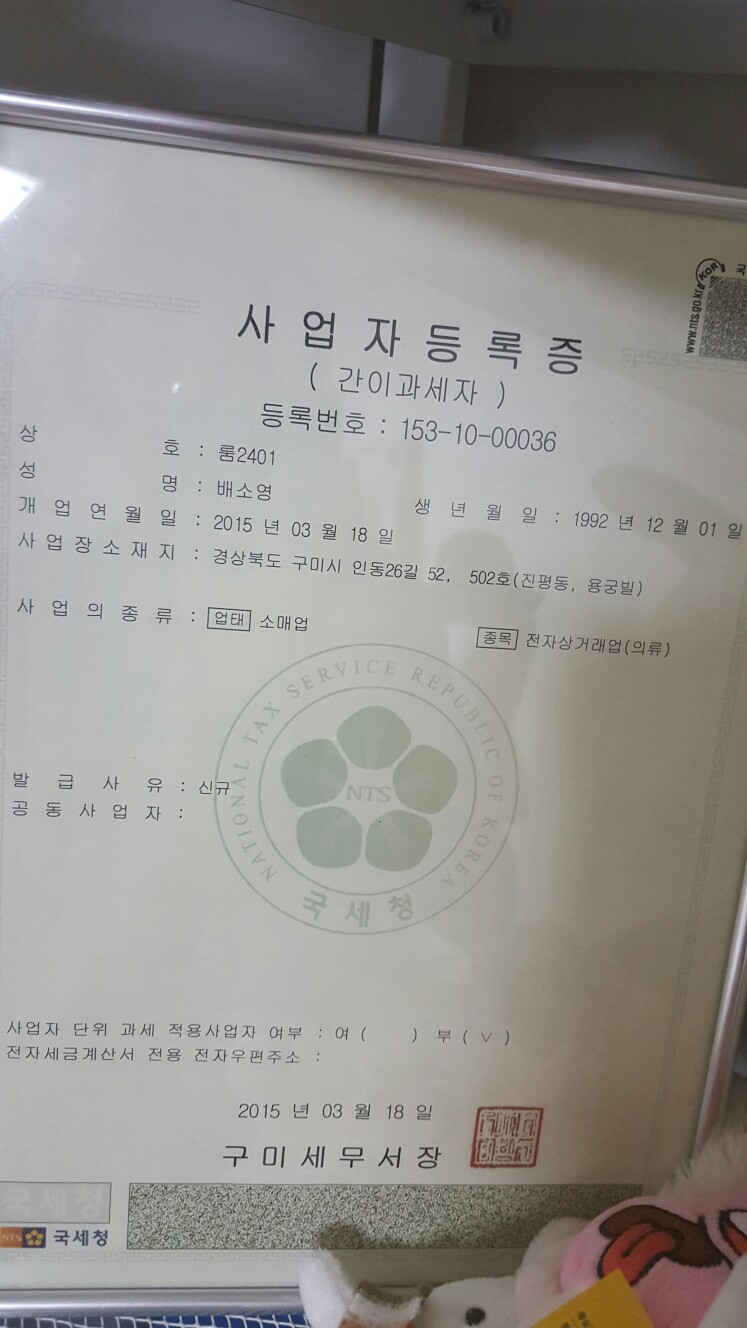 사업자등록증
( 간이과세자 )
등록번호 : 153-10-00036
상 호 : 룸2401
성 명 : 배소영 생 년 월 일 : 1992 년 12 월 01 일
개 업 연 월 일 : 2015 년 03 월 18 일
사 업 장 소 재 지 : 경상북도 구미시 인동26길 52, 502호(진평동, 용궁빌)
사 업 의 종 류 : 업태 소매업 종목 전자상거래업(의류)
발 급 사 유 : 신규
공 동 사 업 자 :
NATIONAL TAX SERVICE REPUBLIC OF KOREA
NTS
국세청
사업자 단위 과세 적용사업자 여부 : 여 ( ) 부 ( ∨ )
전자세금계산서 전용 전자우편주소 :
2015 년 03 월 18 일
구미세무서장
국세청
NTS 국세청
www.nts.go.kr
KOR
국